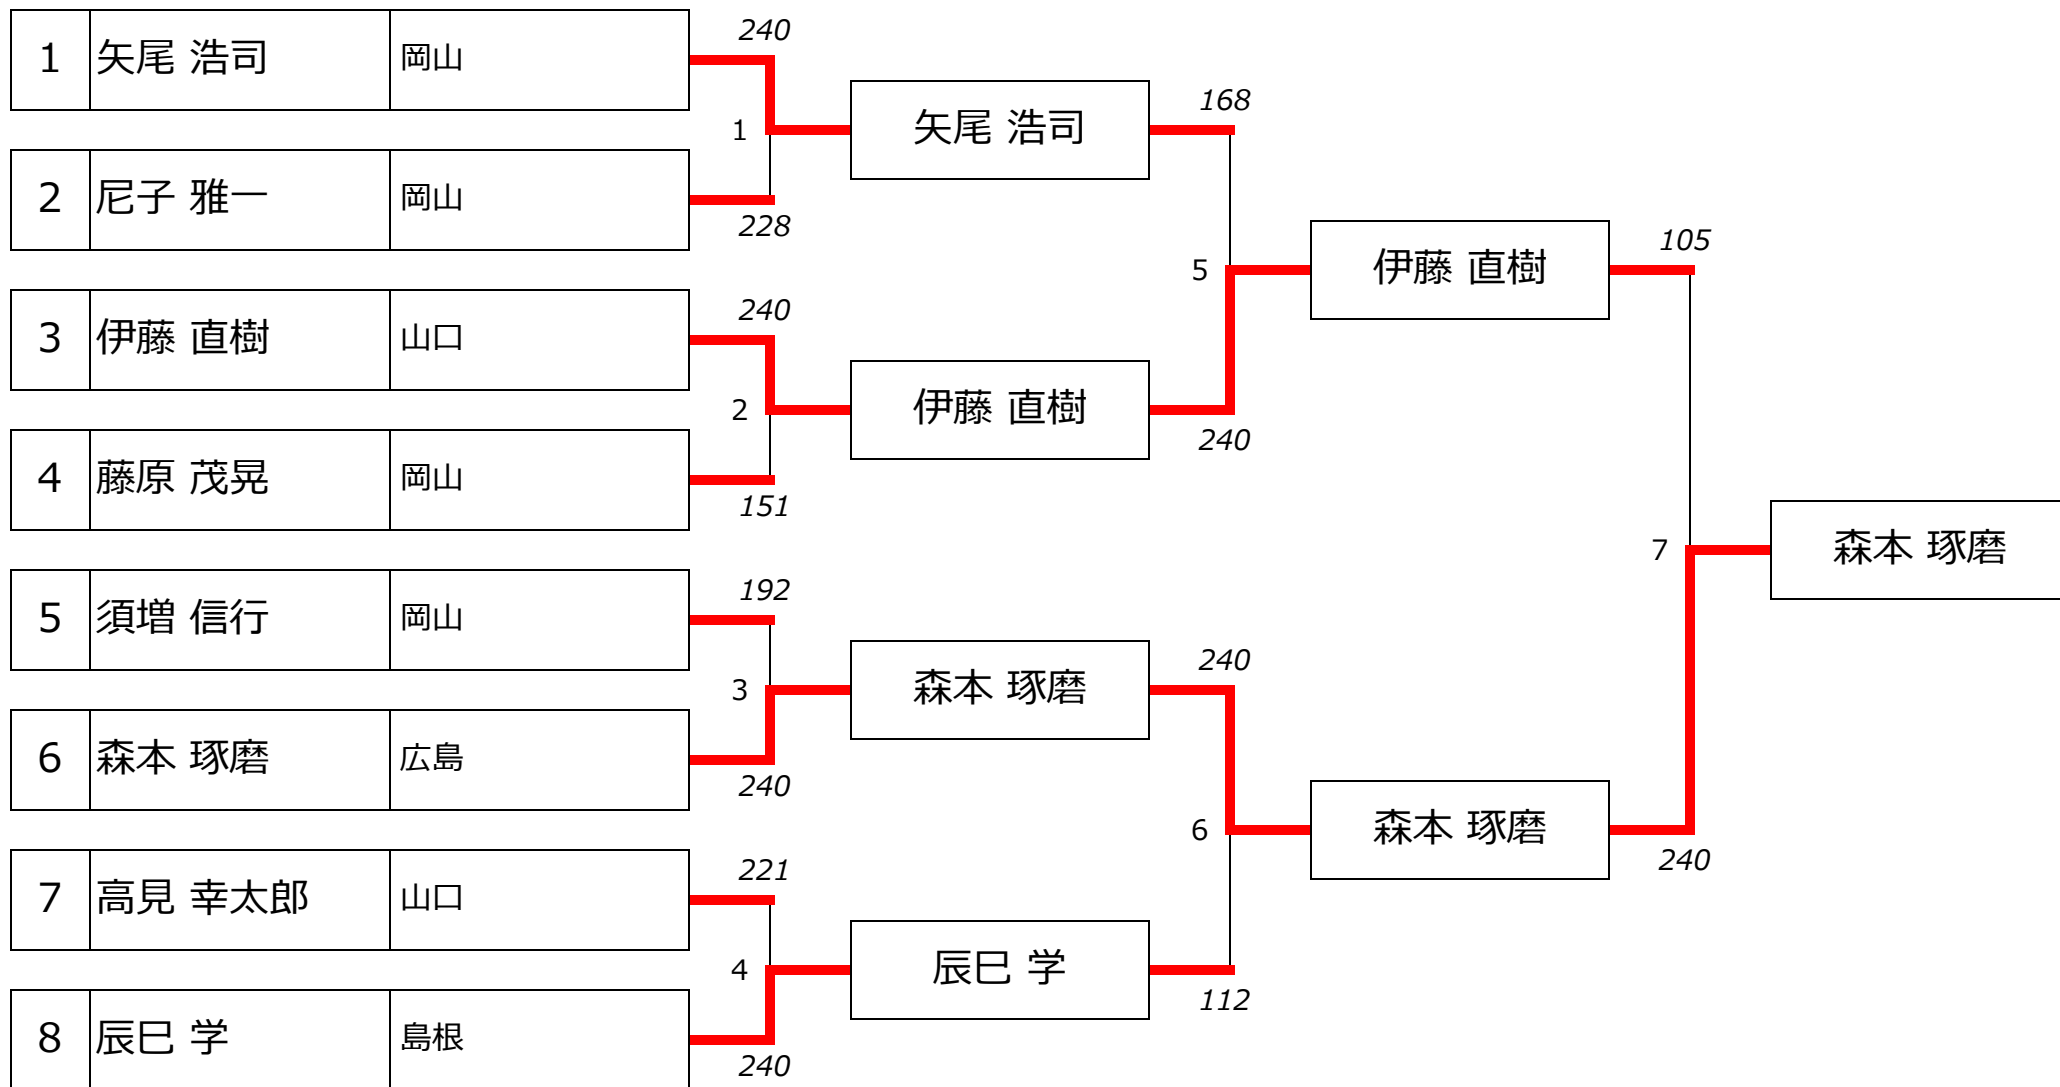 240
1 矢尾 浩司 岡山
168
1 矢尾 浩司
2 尼子 雅一 岡山
228
105
5 伊藤 直樹
240
3 伊藤 直樹 山口
2 伊藤 直樹
240
4 藤原 茂晃 岡山
151
7 森本 琢磨
192
5 須増 信行 岡山
240
3 森本 琢磨
6 森本 琢磨 広島
240
6 森本 琢磨
240
221
7 高見 幸太郎 山口
4 辰巳 学
112
8 辰巳 学 島根
240